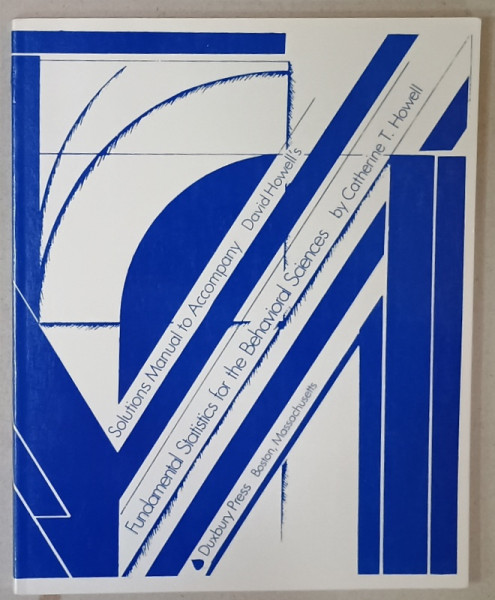 Solutions Manual to Accompany David Howell's
Fundamental Statistics for the Behavioral Sciences by Catherine T. Howell
Duxbury Press Boston, Massachusetts